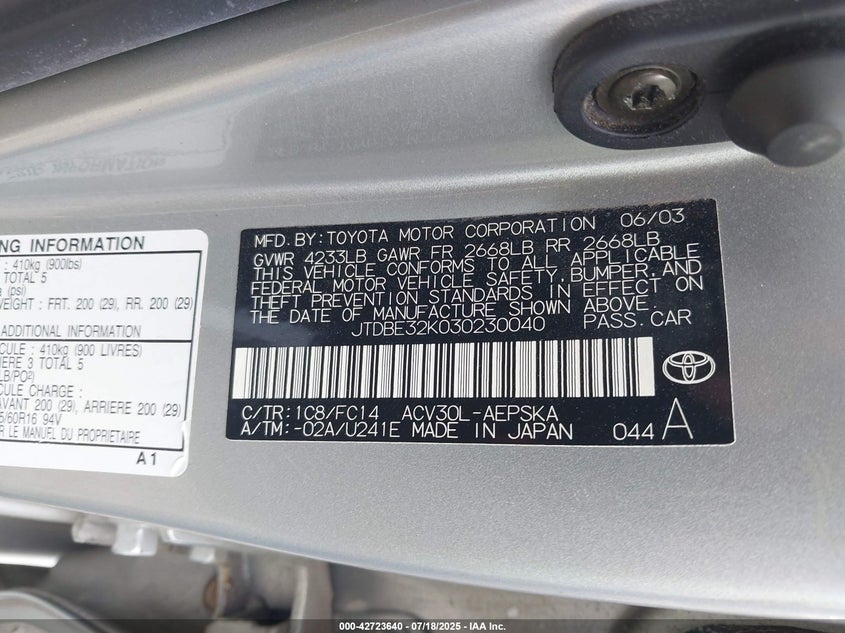 NG INFORMATION
: 410kg (900lbs)
TOTAL 5
(psi)
WEIGHT : FRT. 200 (29), RR. 200 (29)
ADDITIONAL INFORMATION
CULE : 410kg (900 LIVRES)
IERE 3 TOTAL 5
LB/PO²)
CULE CHARGE :
AVANT 200 (29), ARRIERE 200 (29)
5/60R16 94V
R LE MANUEL DU PROPRIETAIRE
A1
MFD. BY: TOYOTA MOTOR CORPORATION 06/03
GVWR 4233LB GAWR FR 2668LB RR 2668LB
THIS VEHICLE CONFORMS TO ALL APPLICABLE
FEDERAL MOTOR VEHICLE SAFETY, BUMPER, AND
THEFT PREVENTION STANDARDS IN EFFECT ON
THE DATE OF MANUFACTURE SHOWN ABOVE.
JTDBE32K030230040 PASS. CAR
C/TR: 1C8/FC14 ACV30L-AEPSKA
A/TM: -02A/U241E MADE IN JAPAN 044 A
000-42723640 - 07/18/2025 - IAA Inc.